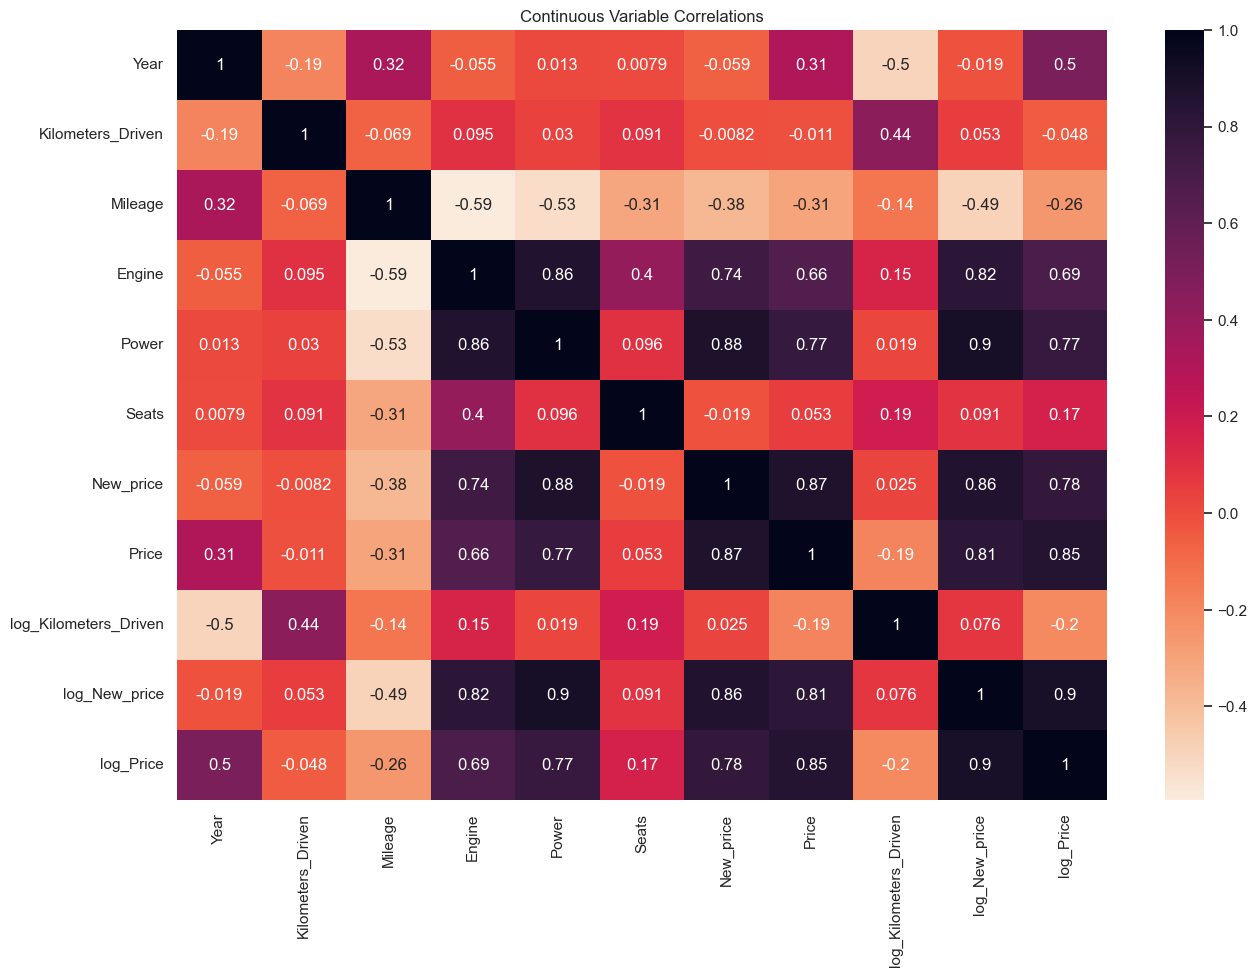 Continuous Variable Correlations
Year 1 -0.19 0.32 -0.055 0.013 0.0079 -0.059 0.31 -0.5 -0.019 0.5
Kilometers_Driven -0.19 1 -0.069 0.095 0.03 0.091 -0.0082 -0.011 0.44 0.053 -0.048
Mileage 0.32 -0.069 1 -0.59 -0.53 -0.31 -0.38 -0.31 -0.14 -0.49 -0.26
Engine -0.055 0.095 -0.59 1 0.86 0.4 0.74 0.66 0.15 0.82 0.69
Power 0.013 0.03 -0.53 0.86 1 0.096 0.88 0.77 0.019 0.9 0.77
Seats 0.0079 0.091 -0.31 0.4 0.096 1 -0.019 0.053 0.19 0.091 0.17
New_price -0.059 -0.0082 -0.38 0.74 0.88 -0.019 1 0.87 0.025 0.86 0.78
Price 0.31 -0.011 -0.31 0.66 0.77 0.053 0.87 1 -0.19 0.81 0.85
log_Kilometers_Driven -0.5 0.44 -0.14 0.15 0.019 0.19 0.025 -0.19 1 0.076 -0.2
log_New_price -0.019 0.053 -0.49 0.82 0.9 0.091 0.86 0.81 0.076 1 0.9
log_Price 0.5 -0.048 -0.26 0.69 0.77 0.17 0.78 0.85 -0.2 0.9 1
Year
Kilometers_Driven
Mileage
Engine
Power
Seats
New_price
Price
log_Kilometers_Driven
log_New_price
log_Price
1.0
0.8
0.6
0.4
0.2
0.0
−0.2
−0.4